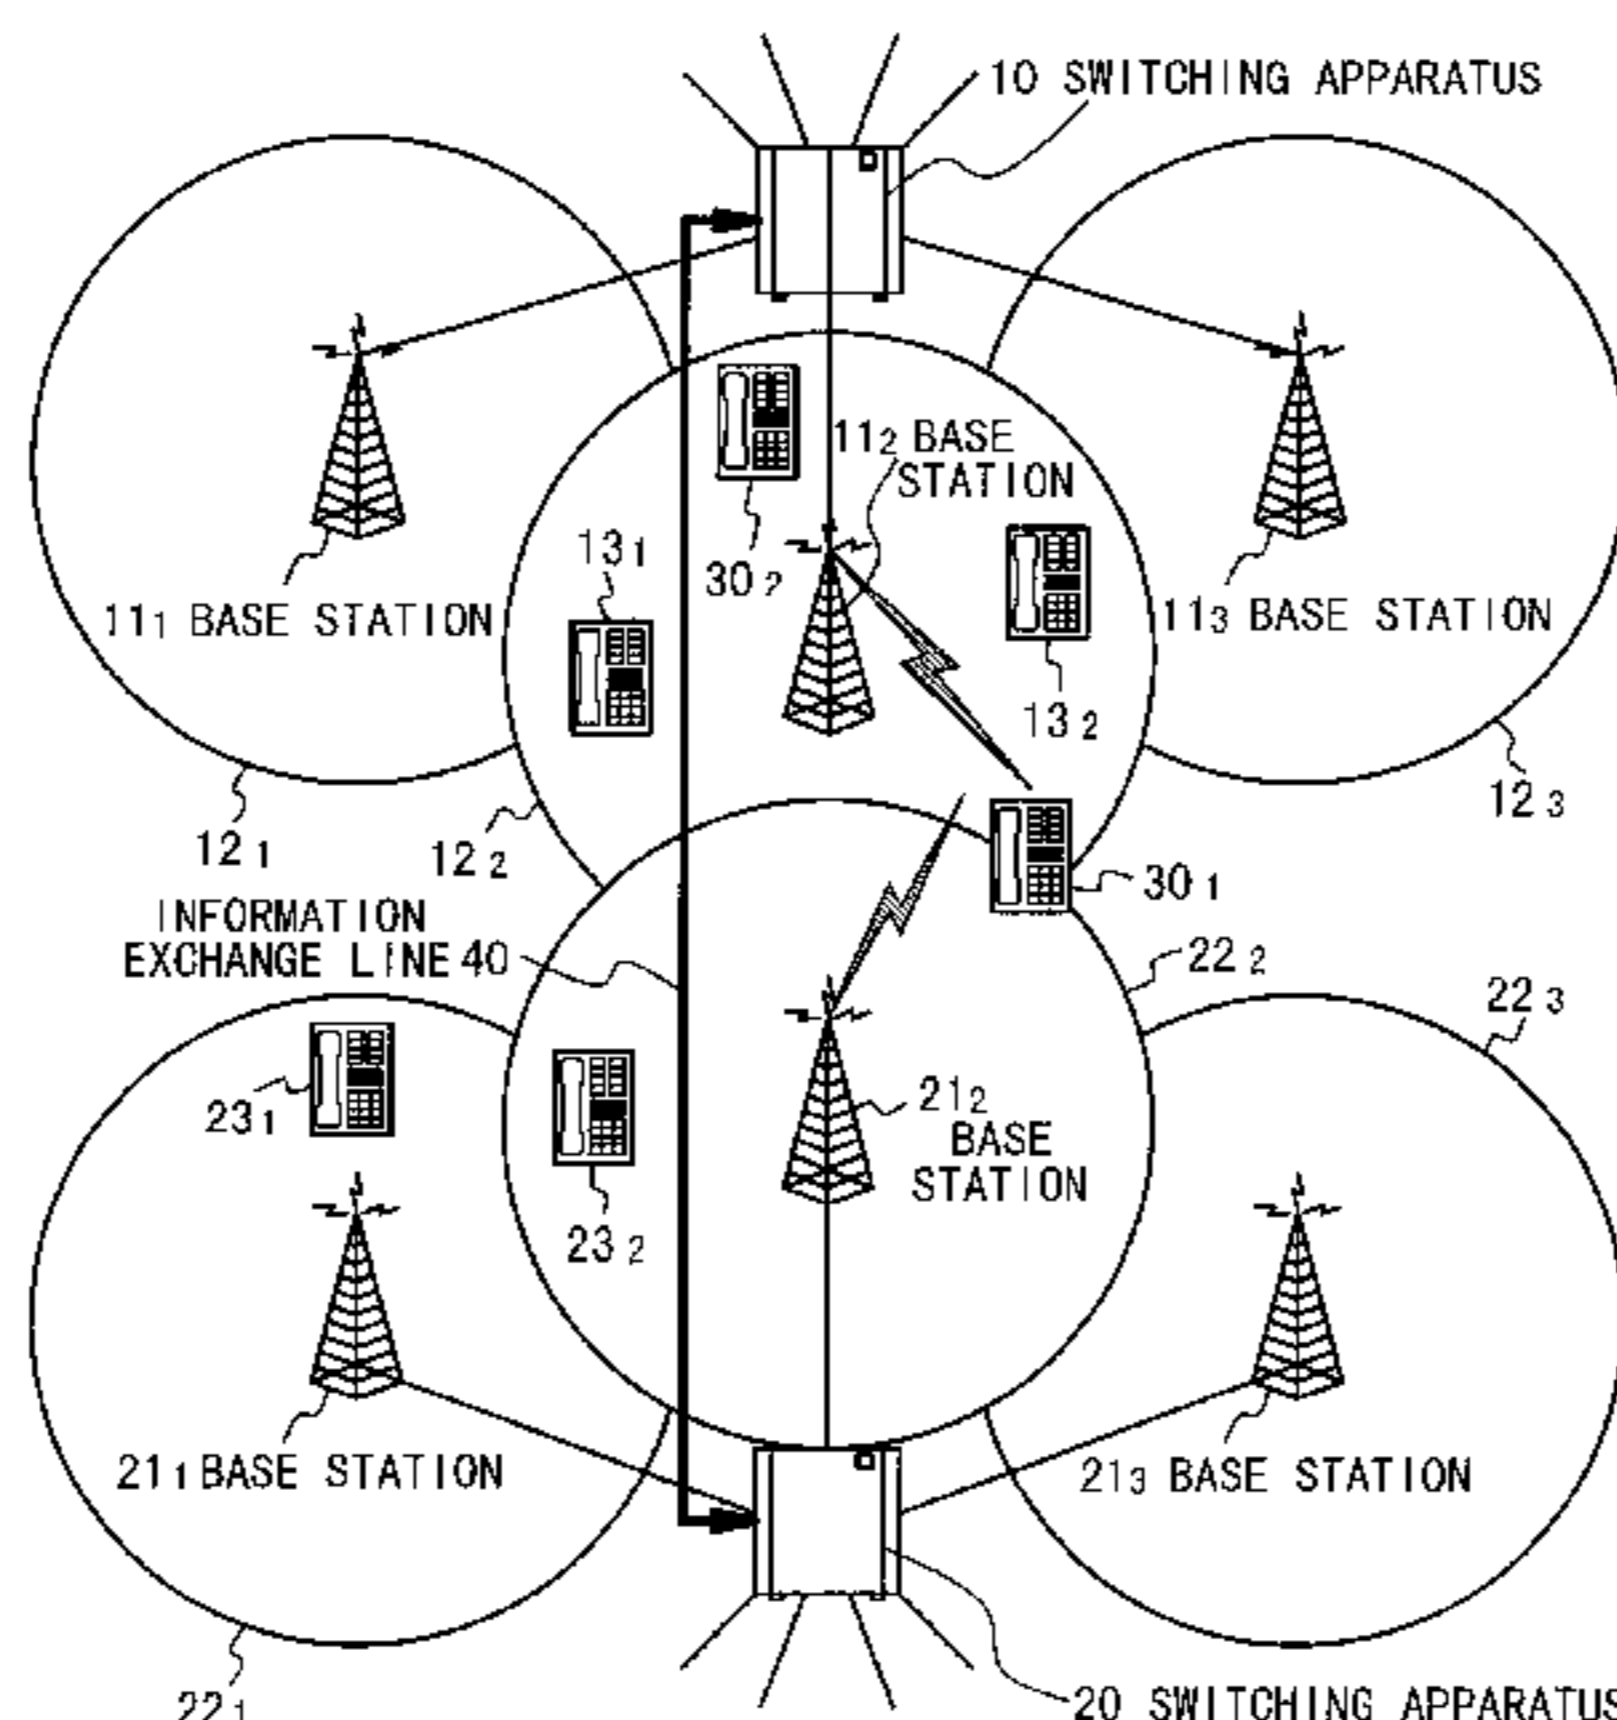 10 SWITCHING APPARATUS
11₂ BASE
STATION
13₁
30₂
11₁ BASE STATION
11₃ BASE STATION
13₂
12₁
12₂
12₃
30₁
INFORMATION
EXCHANGE LINE 40
22₂
22₃
23₁
21₂
BASE
STATION
23₂
21₁ BASE STATION
21₃ BASE STATION
22₁
20 SWITCHING APPARATUS